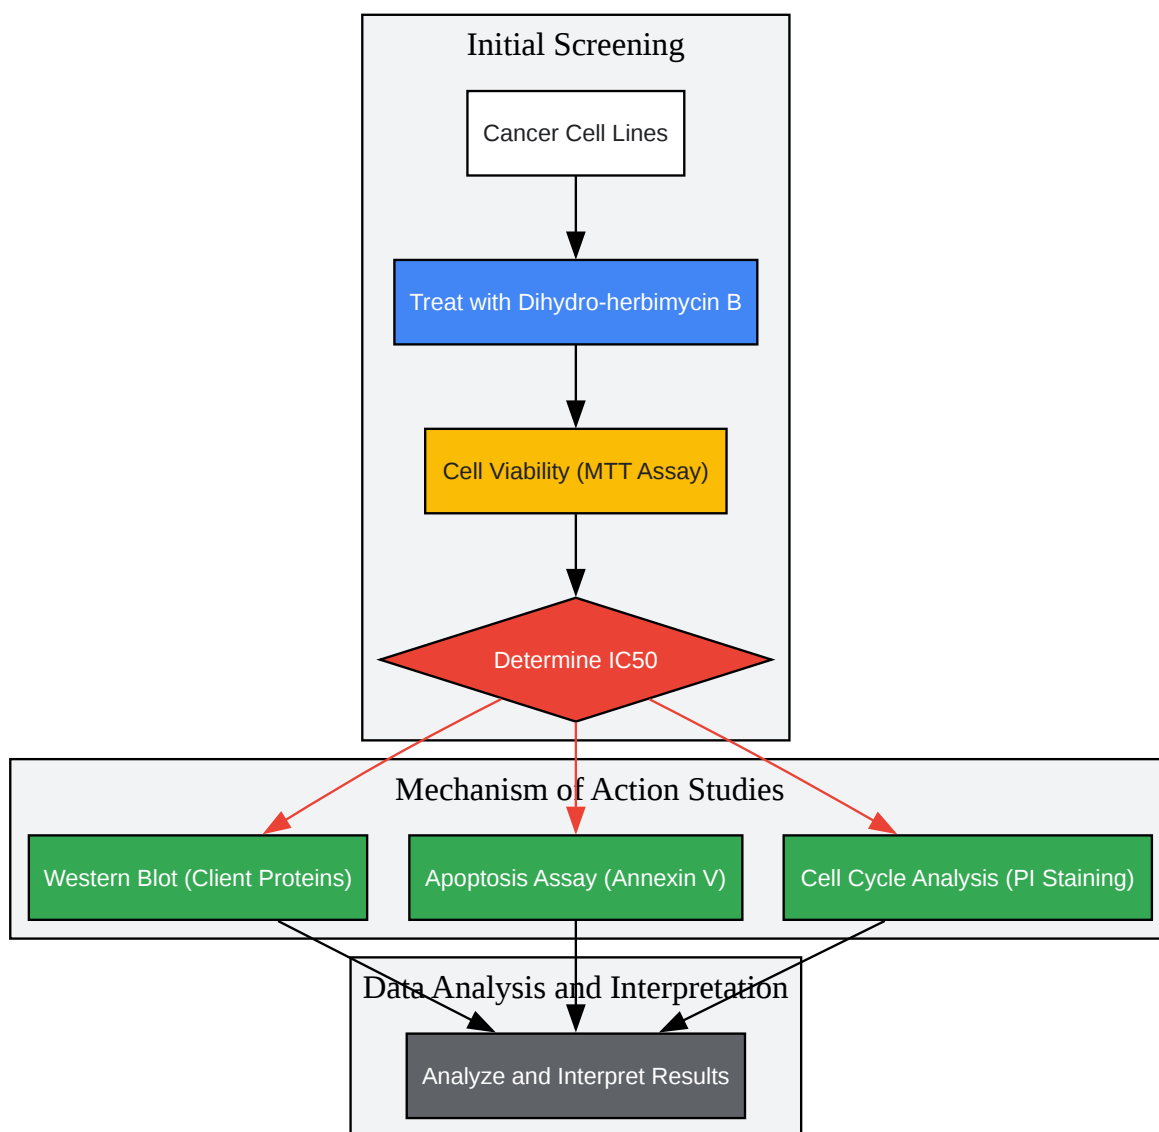 Initial Screening
Cancer Cell Lines
Treat with Dihydro-herbimycin B
Cell Viability (MTT Assay)
Determine IC50
Mechanism of Action Studies
Western Blot (Client Proteins)
Apoptosis Assay (Annexin V)
Cell Cycle Analysis (PI Staining)
Data Analysis and Interpretation
Analyze and Interpret Results